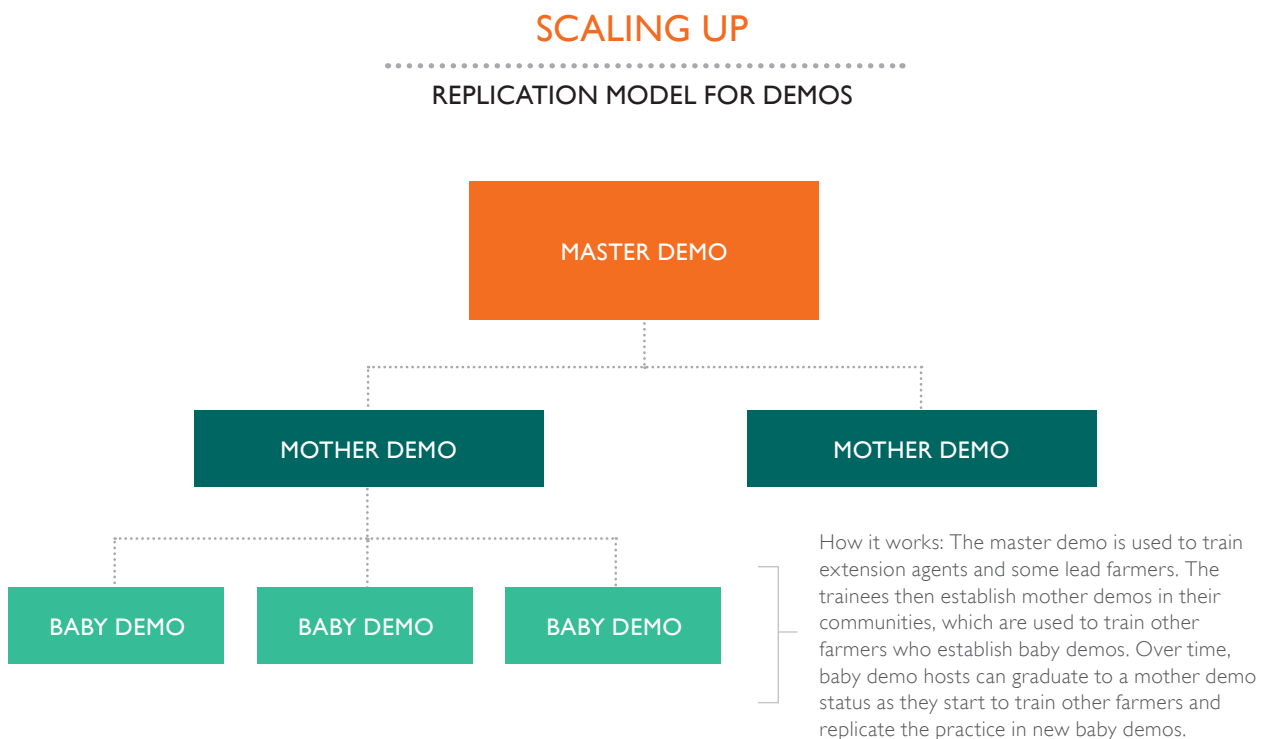 SCALING UP
REPLICATION MODEL FOR DEMOS
MASTER DEMO
MOTHER DEMO
MOTHER DEMO
BABY DEMO
BABY DEMO
BABY DEMO
How it works: The master demo is used to train
extension agents and some lead farmers. The
trainees then establish mother demos in their
communities, which are used to train other
farmers who establish baby demos. Over time,
baby demo hosts can graduate to a mother demo
status as they start to train other farmers and
replicate the practice in new baby demos.